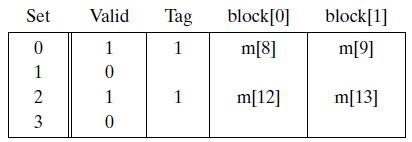 Set Valid Tag block[0] block[1]
0 1 1 m[8] m[9]
1 0
2 1 1 m[12] m[13]
3 0